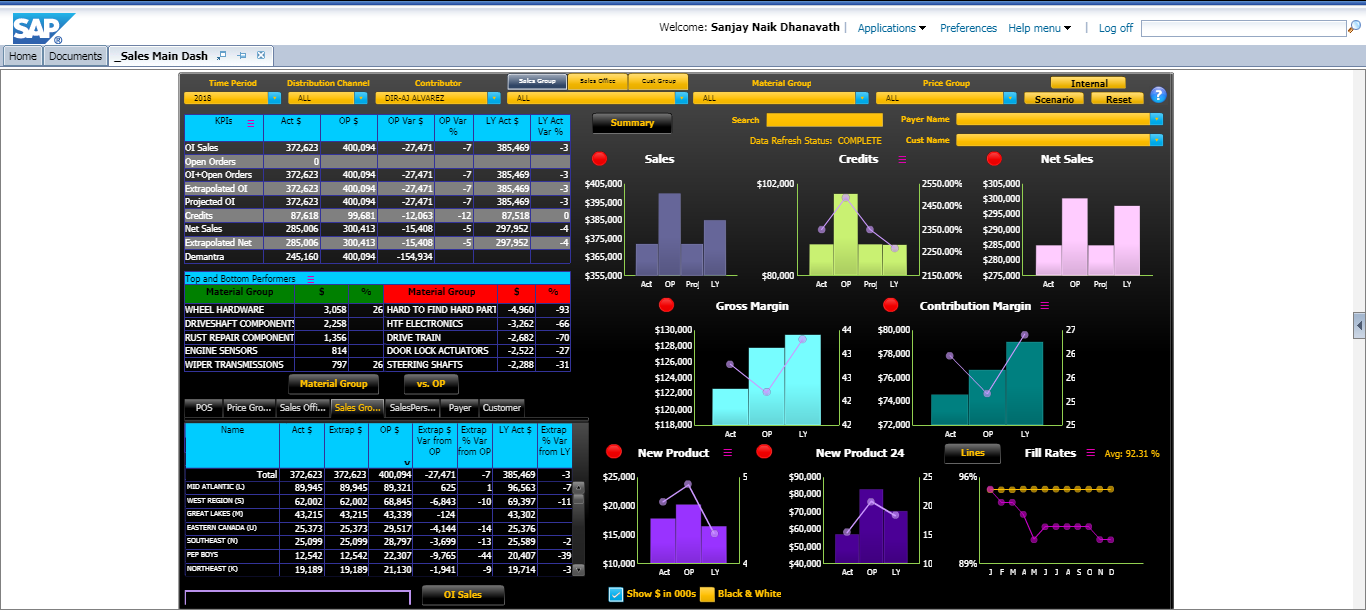 SAP ®
Welcome: Sanjay Naik Dhanavath | Applications Preferences Help menu | Log off
Home Documents _Sales Main Dash
Time Period Distribution Channel Contributor Sales Group Sales Office Cust Group Material Group Price Group Internal
2018 ALL DIR-AJ ALVAREZ ALL ALL ALL Scenario Reset ?
KPIs Act $ OP $ OP Var $ OP Var % LY Act $ LY Act Var %
OI Sales 372,623 400,094 -27,471 -7 385,469 -3
Open Orders 0
OI+Open Orders 372,623 400,094 -27,471 -7 385,469 -3
Extrapolated OI 372,623 400,094 -27,471 -7 385,469 -3
Projected OI 372,623 400,094 -27,471 -7 385,469 -3
Credits 87,618 99,681 -12,063 -12 87,518 0
Net Sales 285,006 300,413 -15,408 -5 297,952 -4
Extrapolated Net 285,006 300,413 -15,408 -5 297,952 -4
Demantra 245,160 400,094 -154,934
Summary Search Payer Name
Data Refresh Status: COMPLETE Cust Name
Sales
$405,000
$395,000
$385,000
$375,000
$365,000
$355,000
Act OP Proj LY
Credits
$102,000 2550.00%
2450.00%
2350.00%
2250.00%
$80,000 2150.00%
Act OP Proj LY
Net Sales
$305,000
$300,000
$295,000
$290,000
$285,000
$280,000
$275,000
Act OP Proj LY
Top and Bottom Performers
Material Group $ % Material Group $ %
WHEEL HARDWARE 3,058 26 HARD TO FIND HARD PART -4,960 -93
DRIVESHAFT COMPONENTS 2,258 HTF ELECTRONICS -3,262 -66
RUST REPAIR COMPONENT 1,356 DRIVE TRAIN -2,682 -70
ENGINE SENSORS 814 DOOR LOCK ACTUATORS -2,522 -27
WIPER TRANSMISSIONS 797 26 STEERING SHAFTS -2,288 -31
Material Group vs. OP
Gross Margin
$130,000 44
$128,000 43
$126,000
$124,000 43
$122,000 42
$120,000
$118,000 42
Act OP LY
Contribution Margin
$80,000 27
$78,000 26
$76,000 26
$74,000 25
$72,000 25
Act OP LY
POS Price Gro... Sales Offi... Sales Gro... SalesPers... Payer Customer
Name Act $ Extrap $ OP $ Extrap $ Var from OP Extrap % Var from OP LY Act $ Extrap % Var from LY
Total 372,623 372,623 400,094 -27,471 -7 385,469 -3
MID ATLANTIC (L) 89,945 89,945 89,321 625 1 96,563 -7
WEST REGION (S) 62,002 62,002 68,845 -6,843 -10 69,397 -11
GREAT LAKES (M) 43,215 43,215 43,339 -124 43,302
EASTERN CANADA (U) 25,373 25,373 29,517 -4,144 -14 25,376
SOUTHEAST (N) 25,099 25,099 28,797 -3,699 -13 25,589 -2
PEP BOYS 12,542 12,542 22,307 -9,765 -44 20,407 -39
NORTHEAST (K) 19,189 19,189 21,130 -1,941 -9 19,714 -3
OI Sales
New Product
$25,000 5
$20,000
$15,000
$10,000 4
Act OP LY
New Product 24
$90,000 25
$80,000
$70,000 20
$60,000
$50,000 15
$40,000 10
Act OP LY
Lines Fill Rates Avg: 92.31 %
96%
89%
J F M A M J J A S O N D
Show $ in 000s Black & White